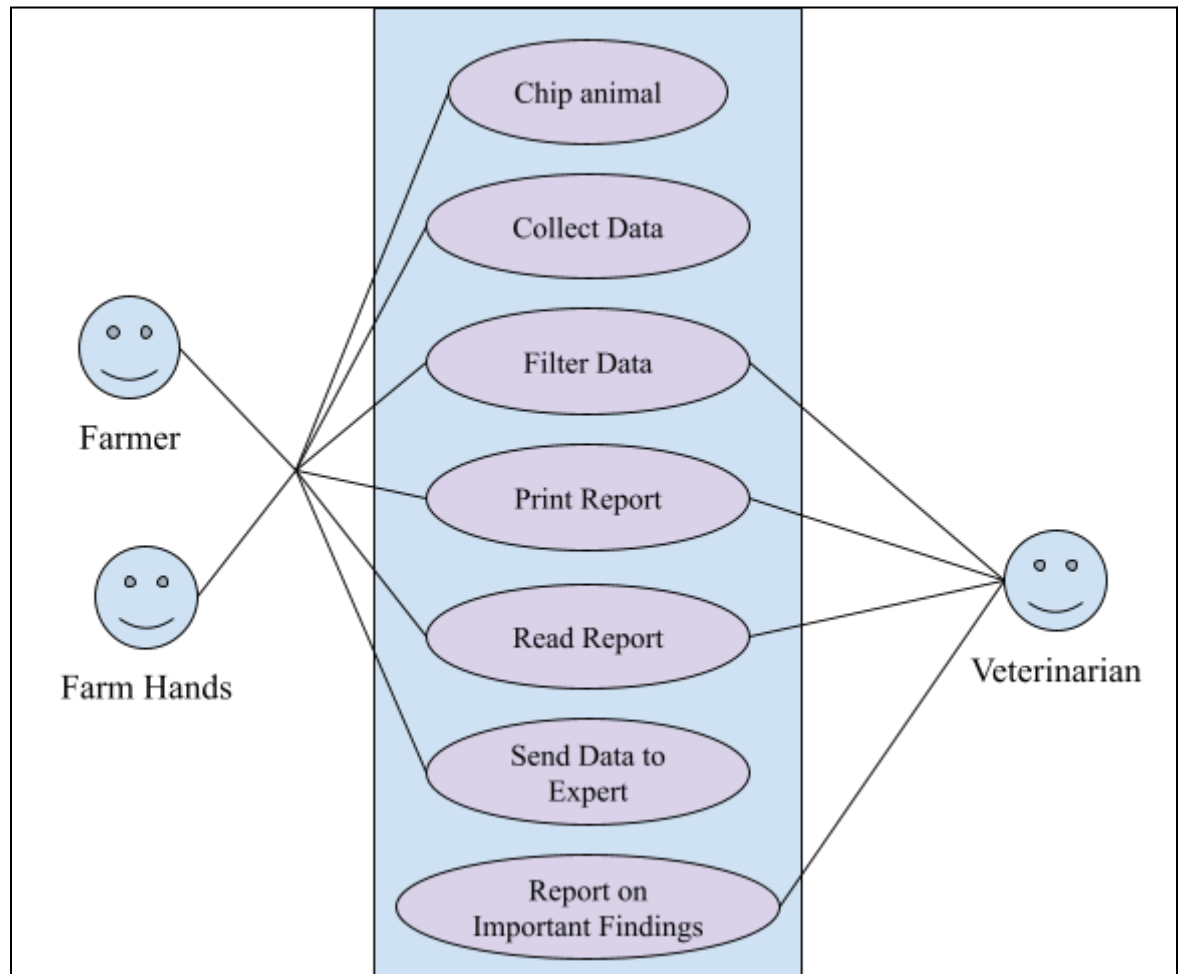 Chip animal
Collect Data
Filter Data
Farmer
Print Report
Read Report
Farm Hands
Veterinarian
Send Data to
Expert
Report on
Important Findings